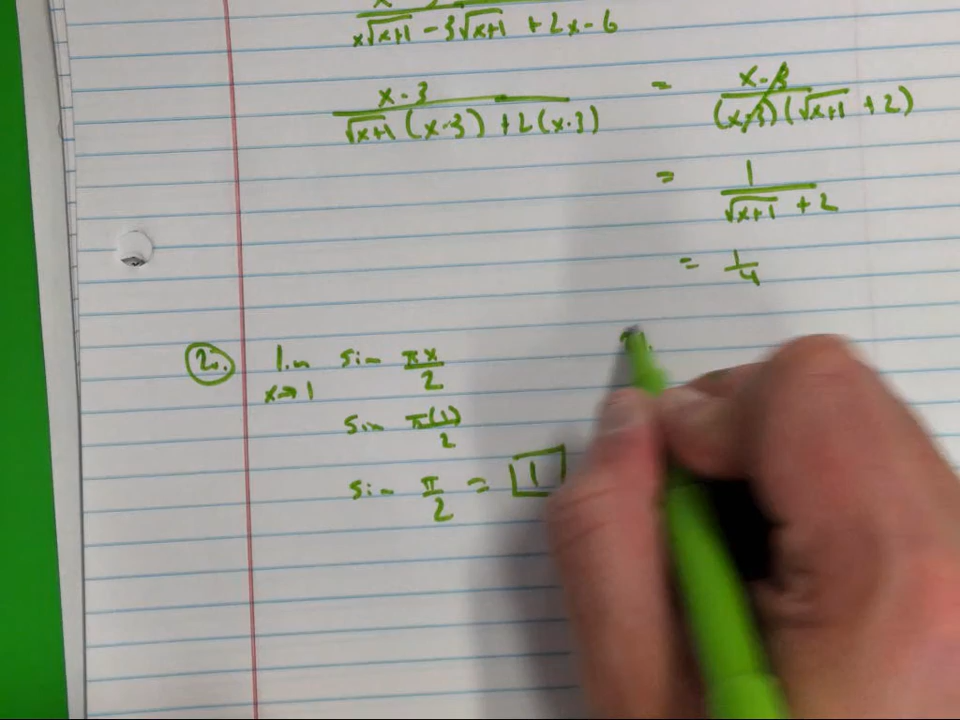 x√x+1 - 3√x+1 + 2x-6
x-3 / √x+1 (x-3) + 2(x-3) = x-3 / (x-3)(√x+1 + 2)
= 1 / √x+1 + 2
= 1/4
2. lim x→1 sin πx/2
sin π(1)/2
sin π/2 = 1